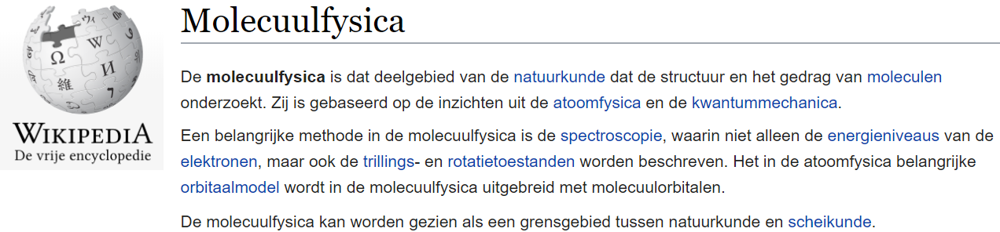 Molecuulfysica
De molecuulfysica is dat deelgebied van de natuurkunde dat de structuur en het gedrag van moleculen
onderzoekt. Zij is gebaseerd op de inzichten uit de atoomfysica en de kwantummechanica.
Een belangrijke methode in de molecuulfysica is de spectroscopie, waarin niet alleen de energieniveaus van de
elektronen, maar ook de trillings- en rotatietoestanden worden beschreven. Het in de atoomfysica belangrijke
orbitaalmodel wordt in de molecuulfysica uitgebreid met molecuulorbitalen.
De molecuulfysica kan worden gezien als een grensgebied tussen natuurkunde en scheikunde.
Ω W И
維
WIKIPEDIA
De vrije encyclopedie